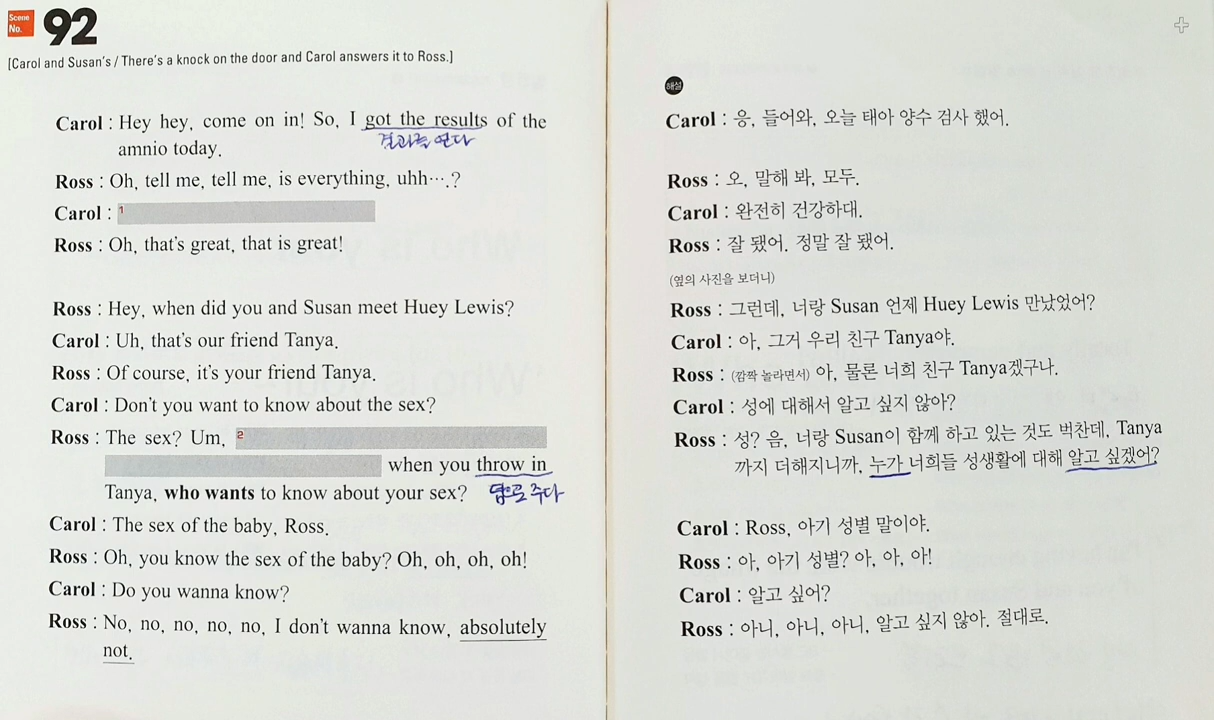 Scene No. 92
[Carol and Susan's / There's a knock on the door and Carol answers it to Ross.]
Carol : Hey hey, come on in! So, I got the results of the
결과를 얻다
amnio today.
Ross : Oh, tell me, tell me, is everything, uhh….?
Carol : 1
Ross : Oh, that's great, that is great!
Ross : Hey, when did you and Susan meet Huey Lewis?
Carol : Uh, that's our friend Tanya.
Ross : Of course, it's your friend Tanya.
Carol : Don't you want to know about the sex?
Ross : The sex? Um, 2
when you throw in
Tanya, who wants to know about your sex? 덤으로 주다
Carol : The sex of the baby, Ross.
Ross : Oh, you know the sex of the baby? Oh, oh, oh, oh!
Carol : Do you wanna know?
Ross : No, no, no, no, no, I don't wanna know, absolutely
not.
해설
Carol : 응, 들어와, 오늘 태아 양수 검사 했어.
Ross : 오, 말해 봐, 모두.
Carol : 완전히 건강하대.
Ross : 잘 됐어. 정말 잘 됐어.
(옆의 사진을 보더니)
Ross : 그런데, 너랑 Susan 언제 Huey Lewis 만났었어?
Carol : 아, 그거 우리 친구 Tanya야.
Ross : (깜짝 놀라면서) 아, 물론 너희 친구 Tanya겠구나.
Carol : 성에 대해서 알고 싶지 않아?
Ross : 성? 음, 너랑 Susan이 함께 하고 있는 것도 벅찬데, Tanya
까지 더해지니까, 누가 너희들 성생활에 대해 알고 싶겠어?
Carol : Ross, 아기 성별 말이야.
Ross : 아, 아기 성별? 아, 아, 아!
Carol : 알고 싶어?
Ross : 아니, 아니, 아니, 알고 싶지 않아. 절대로.